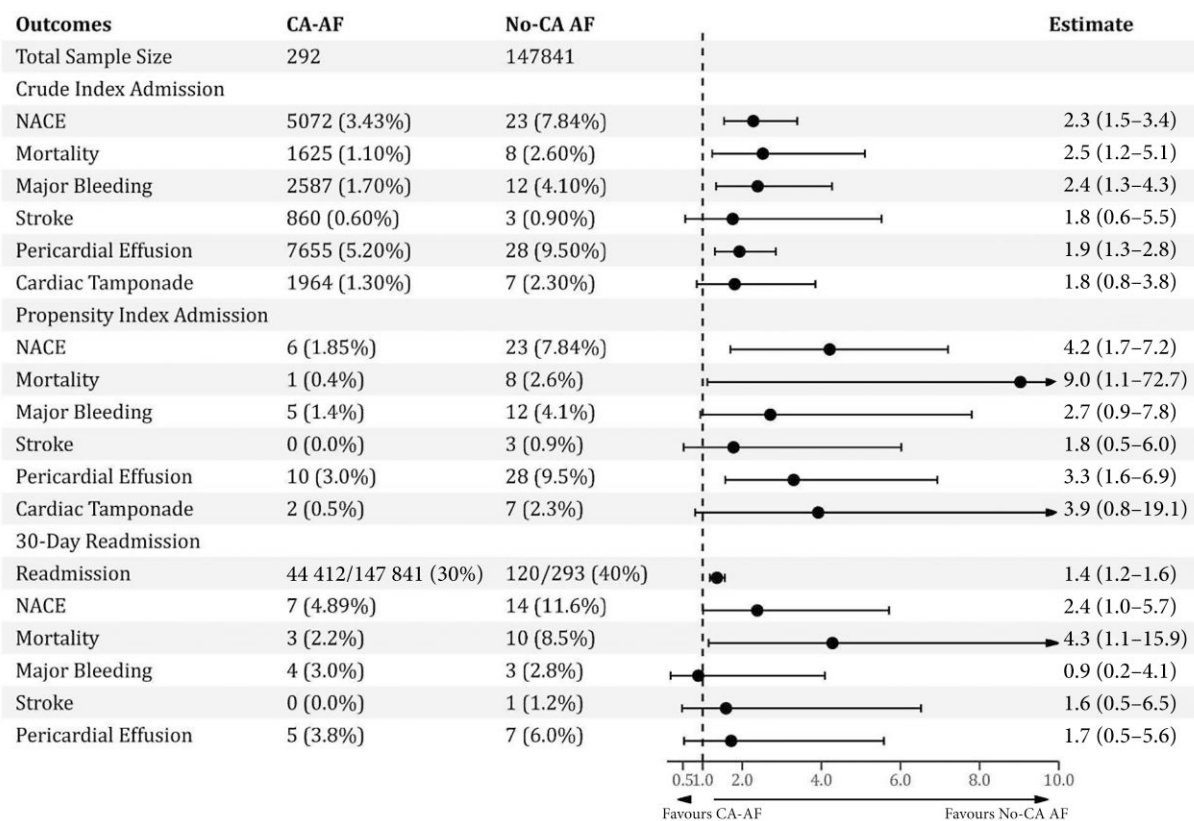 Outcomes CA-AF No-CA AF Estimate
Total Sample Size 292 147841
Crude Index Admission
NACE 5072 (3.43%) 23 (7.84%) 2.3 (1.5–3.4)
Mortality 1625 (1.10%) 8 (2.60%) 2.5 (1.2–5.1)
Major Bleeding 2587 (1.70%) 12 (4.10%) 2.4 (1.3–4.3)
Stroke 860 (0.60%) 3 (0.90%) 1.8 (0.6–5.5)
Pericardial Effusion 7655 (5.20%) 28 (9.50%) 1.9 (1.3–2.8)
Cardiac Tamponade 1964 (1.30%) 7 (2.30%) 1.8 (0.8–3.8)
Propensity Index Admission
NACE 6 (1.85%) 23 (7.84%) 4.2 (1.7–7.2)
Mortality 1 (0.4%) 8 (2.6%) 9.0 (1.1–72.7)
Major Bleeding 5 (1.4%) 12 (4.1%) 2.7 (0.9–7.8)
Stroke 0 (0.0%) 3 (0.9%) 1.8 (0.5–6.0)
Pericardial Effusion 10 (3.0%) 28 (9.5%) 3.3 (1.6–6.9)
Cardiac Tamponade 2 (0.5%) 7 (2.3%) 3.9 (0.8–19.1)
30-Day Readmission
Readmission 44 412/147 841 (30%) 120/293 (40%) 1.4 (1.2–1.6)
NACE 7 (4.89%) 14 (11.6%) 2.4 (1.0–5.7)
Mortality 3 (2.2%) 10 (8.5%) 4.3 (1.1–15.9)
Major Bleeding 4 (3.0%) 3 (2.8%) 0.9 (0.2–4.1)
Stroke 0 (0.0%) 1 (1.2%) 1.6 (0.5–6.5)
Pericardial Effusion 5 (3.8%) 7 (6.0%) 1.7 (0.5–5.6)
0.5 1.0 2.0 4.0 6.0 8.0 10.0
Favours CA-AF Favours No-CA AF